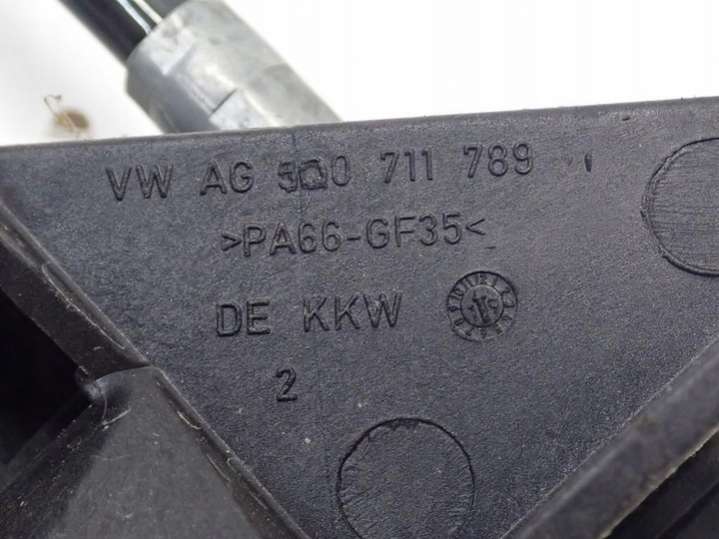 VW AG 5Q0 711 789
>PA66-GF35<
DE KKW
2